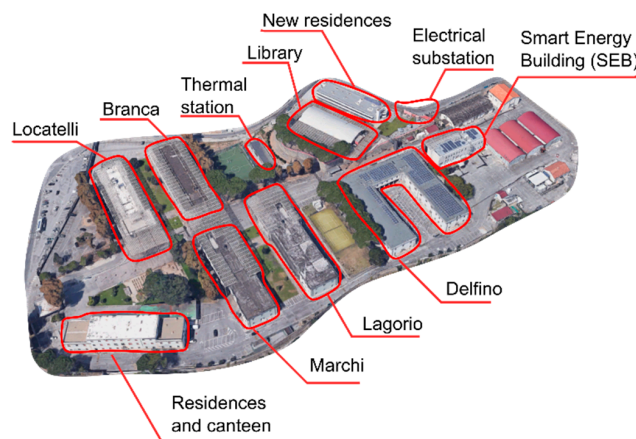 New residences
Library
Electrical
substation
Smart Energy
Building (SEB)
Thermal
station
Branca
Locatelli
Delfino
Lagorio
Marchi
Residences
and canteen